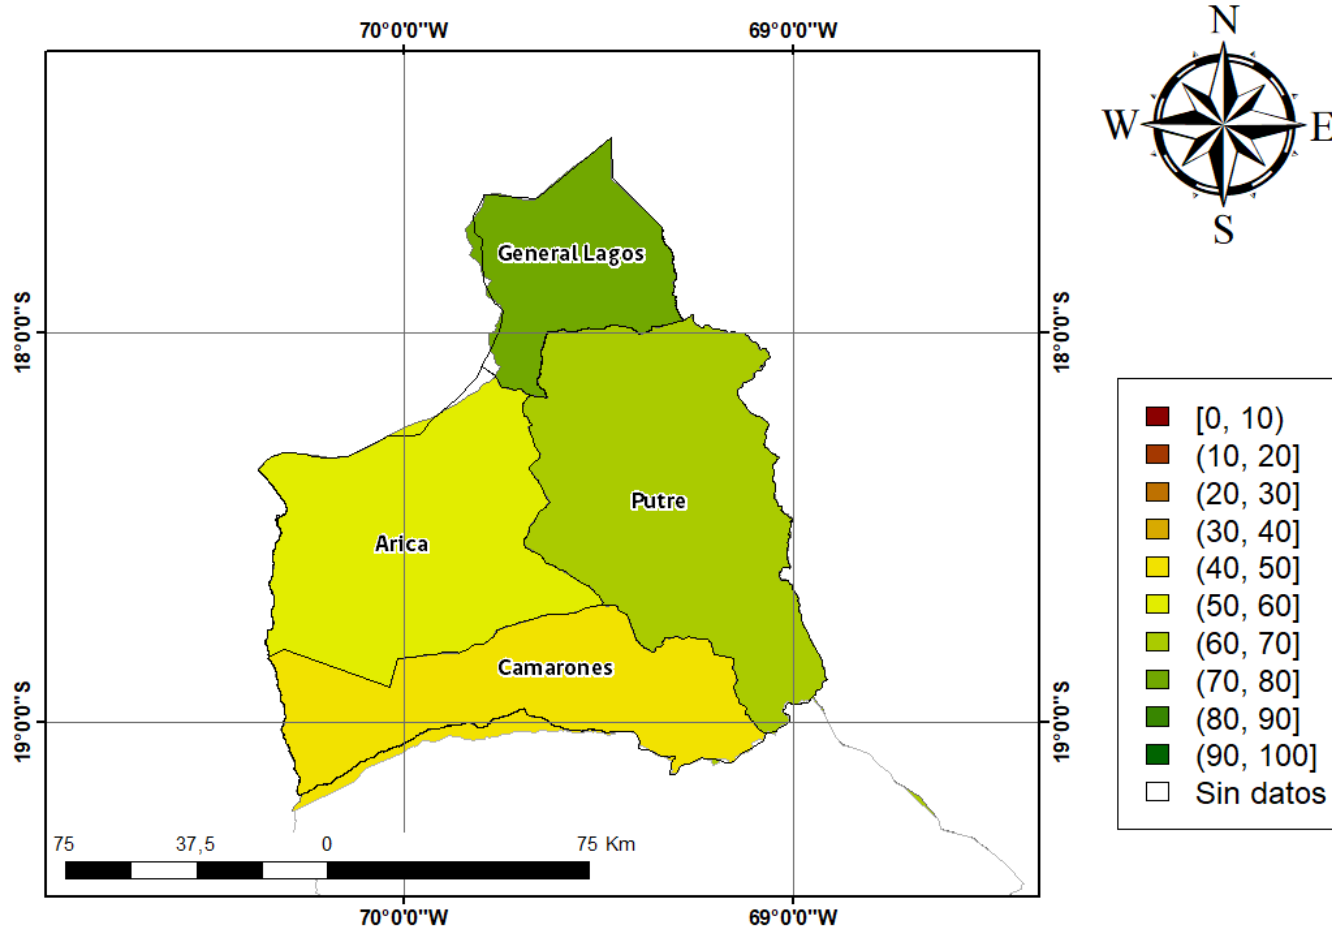 70°0'0"W
69°0'0"W
N
W
E
S
General Lagos
18°0'0"S
18°0'0"S
Putre
Arica
Camarones
19°0'0"S
19°0'0"S
[0, 10)
(10, 20]
(20, 30]
(30, 40]
(40, 50]
(50, 60]
(60, 70]
(70, 80]
(80, 90]
(90, 100]
Sin datos
75
37,5
0
75 Km
70°0'0"W
69°0'0"W